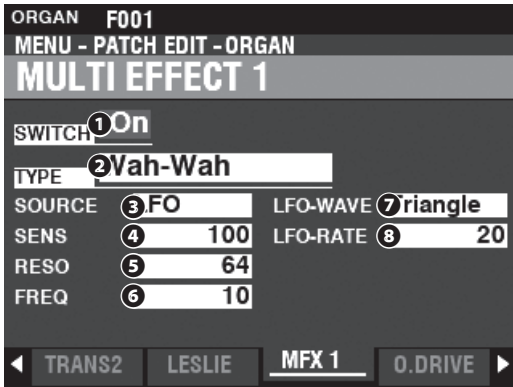 ORGAN F001
MENU - PATCH EDIT - ORGAN
MULTI EFFECT 1
SWITCH 1 On
TYPE 2 Wah-Wah
SOURCE 3 LFO LFO-WAVE 7 Triangle
SENS 4 100 LFO-RATE 8 20
RESO 5 64
FREQ 6 10
TRANS2 LESLIE MFX 1 O.DRIVE